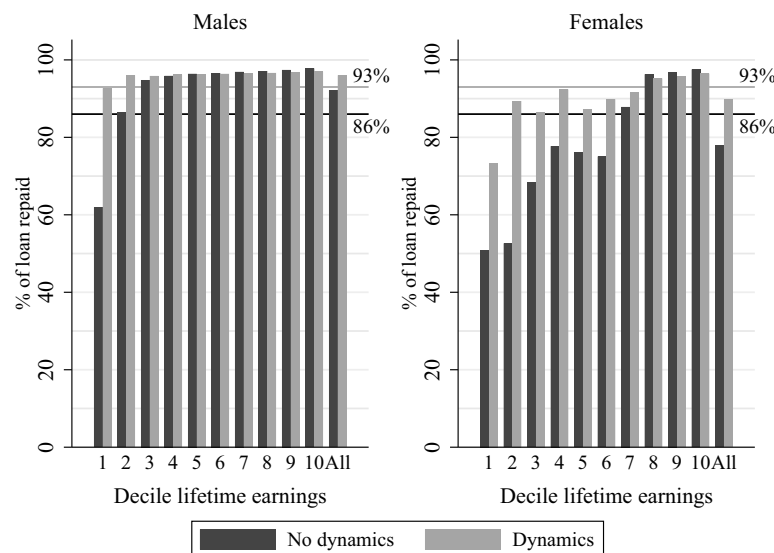 Males
% of loan repaid
100
80
60
40
20
0
93%
86%
1 2 3 4 5 6 7 8 9 10All
Decile lifetime earnings
Females
% of loan repaid
100
80
60
40
20
0
93%
86%
1 2 3 4 5 6 7 8 9 10All
Decile lifetime earnings
No dynamics Dynamics